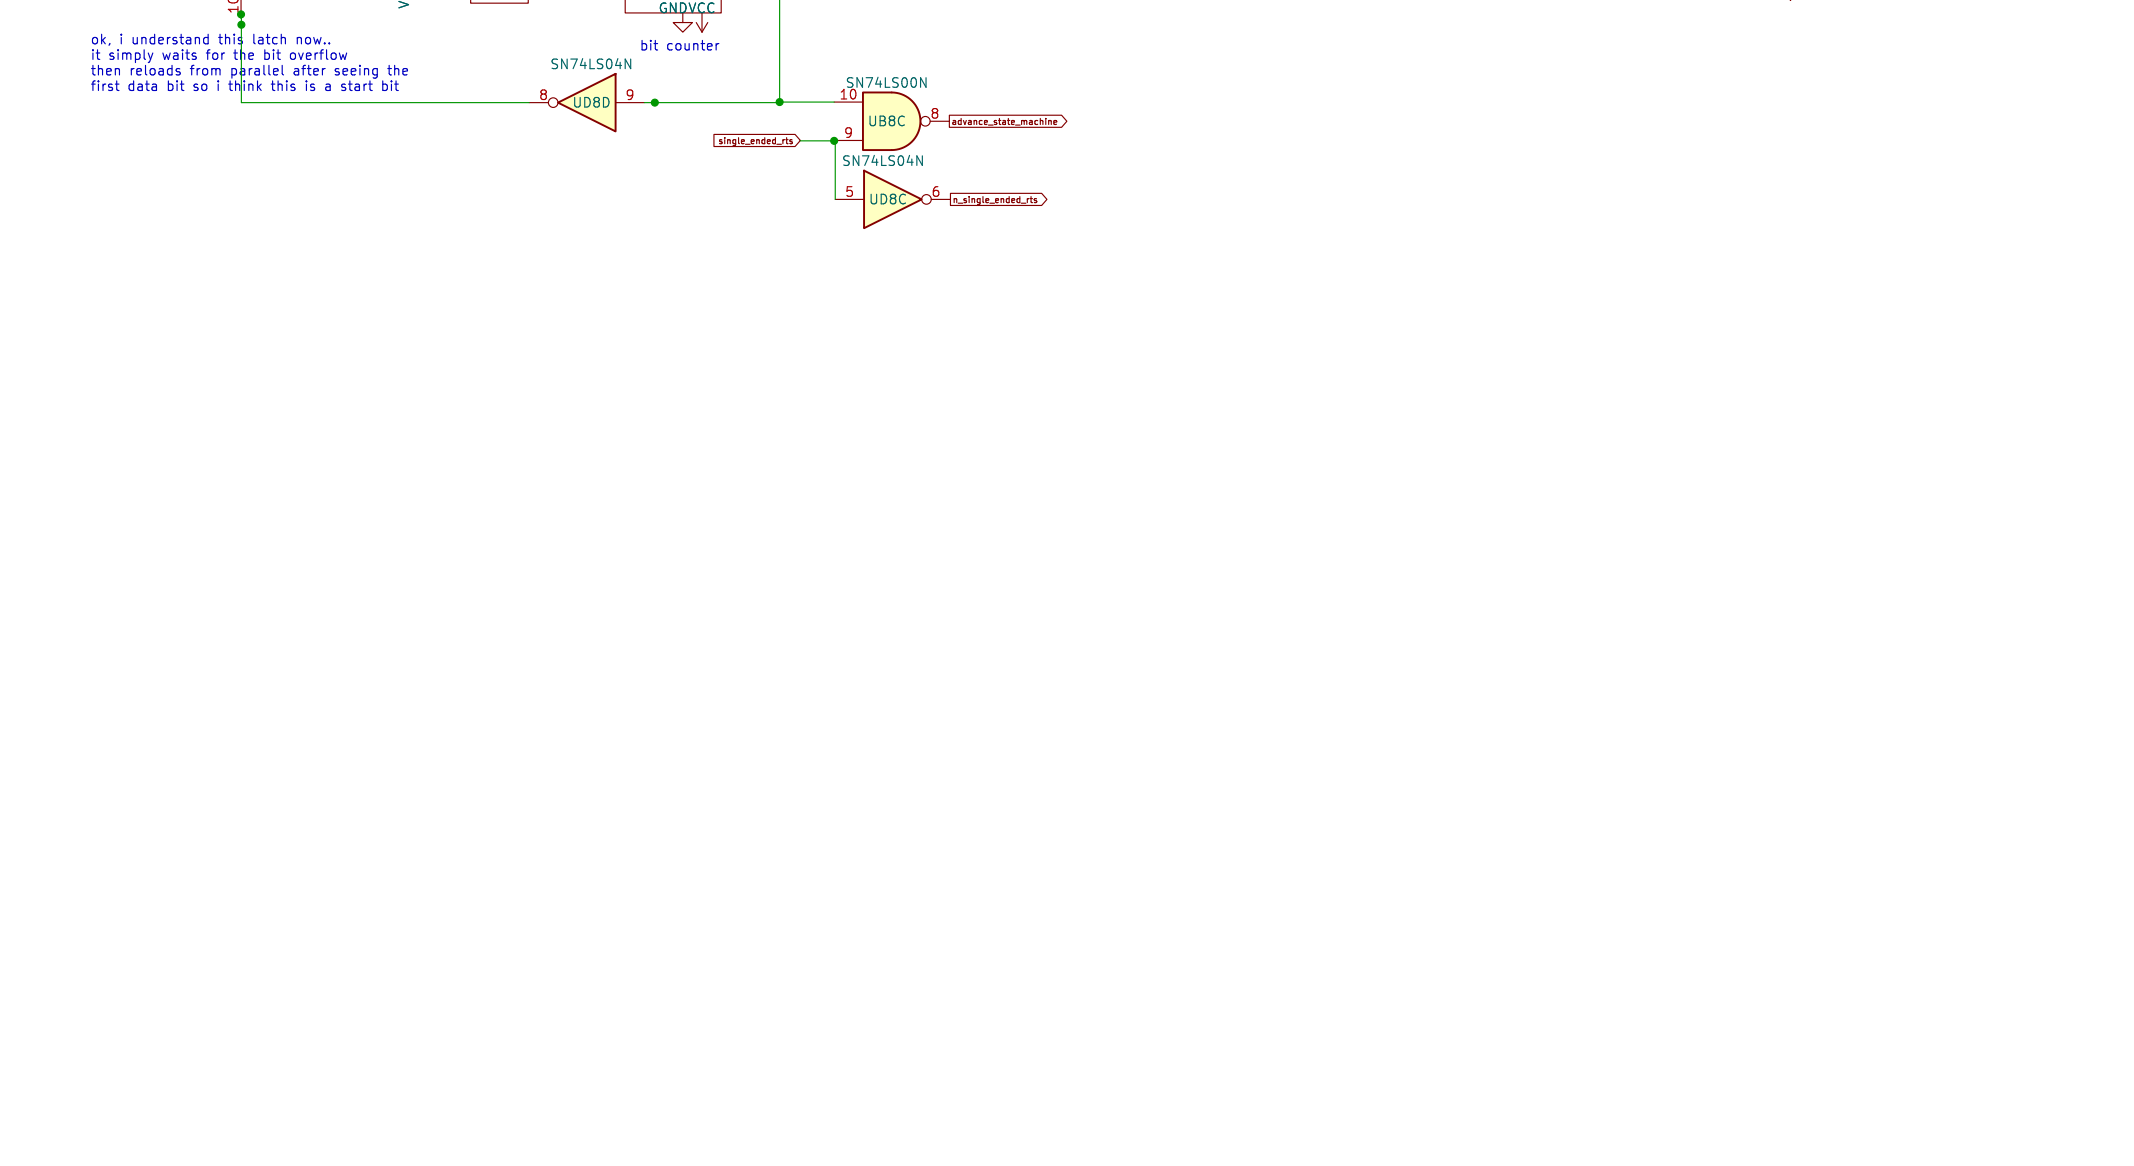 10
V
GNDVCC
bit counter
ok, i understand this latch now..
it simply waits for the bit overflow
then reloads from parallel after seeing the
first data bit so i think this is a start bit
SN74LS04N
8
UD8D
9
SN74LS00N
10
9
UB8C
8
advance_state_machine
single_ended_rts
SN74LS04N
5
UD8C
6
n_single_ended_rts